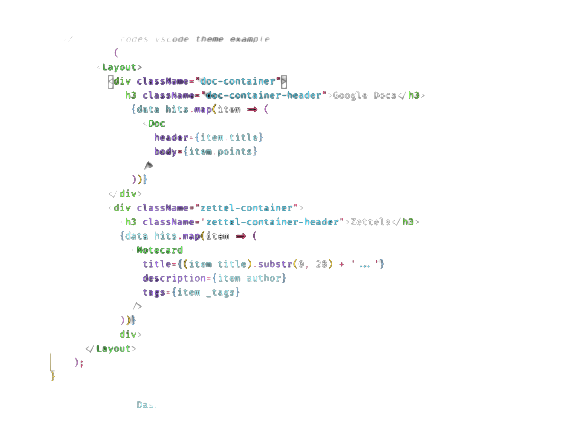 codes vscode theme example
(
<Layout>
<div className="doc-container">
<h3 className="doc-container-header">Google Docs</h3>
{data.hits.map(item => (
<Doc
header={item.title}
body={item.points}
/>
))}
</div>
<div className="zettel-container">
<h3 className="zettel-container-header">Zettels</h3>
{data.hits.map(item => (
<Notecard
title={(item.title).substr(0, 20) + '...'}
description={item.author}
tags={item._tags}
/>
))}
</div>
</Layout>
);
}